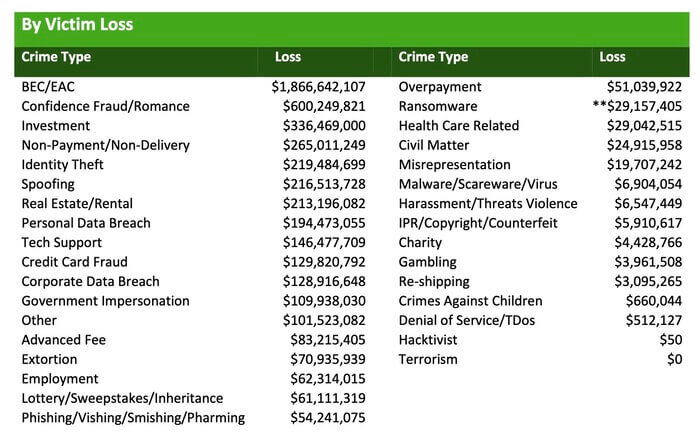 By Victim Loss
Crime Type Loss Crime Type Loss
BEC/EAC $1,866,642,107 Overpayment $51,039,922
Confidence Fraud/Romance $600,249,821 Ransomware **$29,157,405
Investment $336,469,000 Health Care Related $29,042,515
Non-Payment/Non-Delivery $265,011,249 Civil Matter $24,915,958
Identity Theft $219,484,699 Misrepresentation $19,707,242
Spoofing $216,513,728 Malware/Scareware/Virus $6,904,054
Real Estate/Rental $213,196,082 Harassment/Threats Violence $6,547,449
Personal Data Breach $194,473,055 IPR/Copyright/Counterfeit $5,910,617
Tech Support $146,477,709 Charity $4,428,766
Credit Card Fraud $129,820,792 Gambling $3,961,508
Corporate Data Breach $128,916,648 Re-shipping $3,095,265
Government Impersonation $109,938,030 Crimes Against Children $660,044
Other $101,523,082 Denial of Service/TDos $512,127
Advanced Fee $83,215,405 Hacktivist $50
Extortion $70,935,939 Terrorism $0
Employment $62,314,015
Lottery/Sweepstakes/Inheritance $61,111,319
Phishing/Vishing/Smishing/Pharming $54,241,075